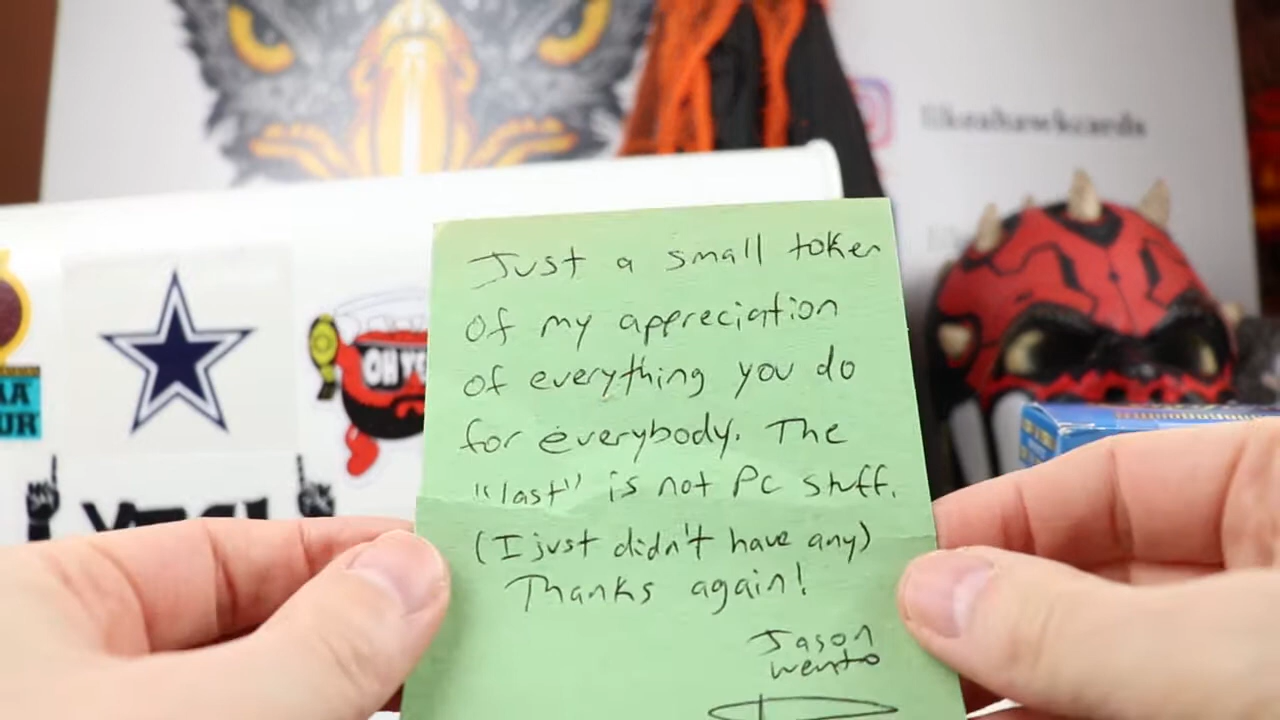 likeahawkcards
Just a small token
of my appreciation
of everything you do
for everybody. The
"last" is not PC stuff.
(I just didn't have any)
Thanks again!
Jason
Wento
OH